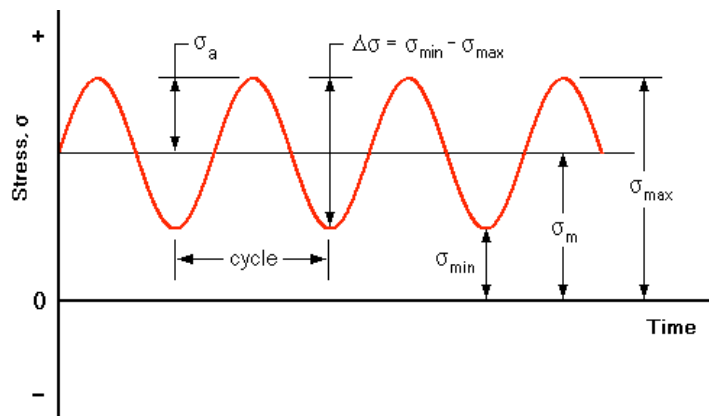 +
σa
Δσ = σmin - σmax
Stress, σ
σmax
σm
σmin
cycle
0
Time
-